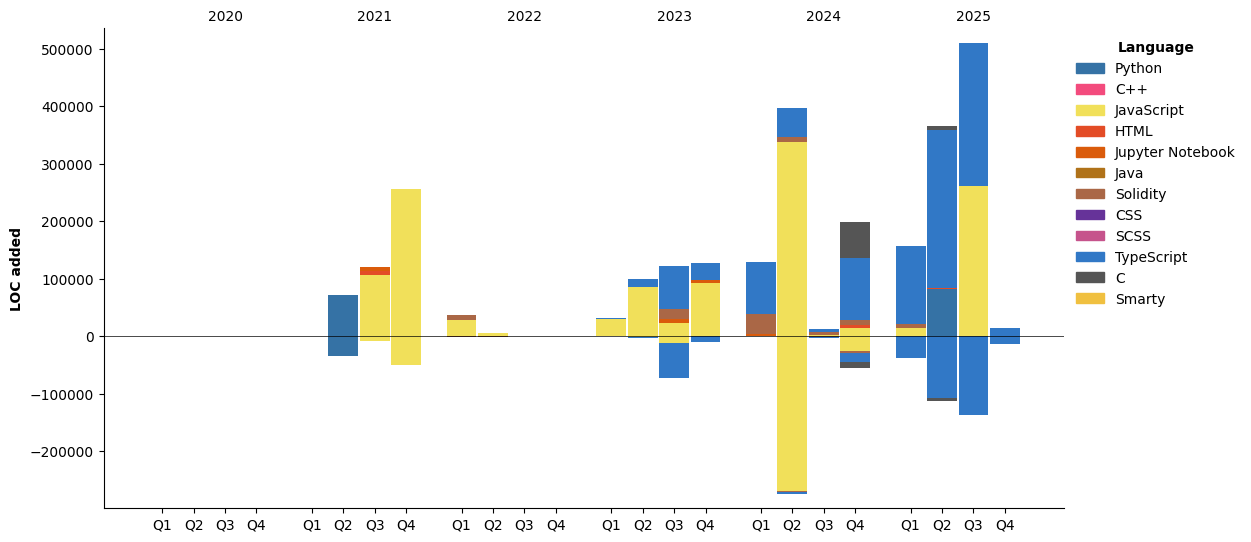 2020 2021 2022 2023 2024 2025
LOC added
500000
400000
300000
200000
100000
0
−100000
−200000
Q1 Q2 Q3 Q4 Q1 Q2 Q3 Q4 Q1 Q2 Q3 Q4 Q1 Q2 Q3 Q4 Q1 Q2 Q3 Q4 Q1 Q2 Q3 Q4
Language
Python
C++
JavaScript
HTML
Jupyter Notebook
Java
Solidity
CSS
SCSS
TypeScript
C
Smarty